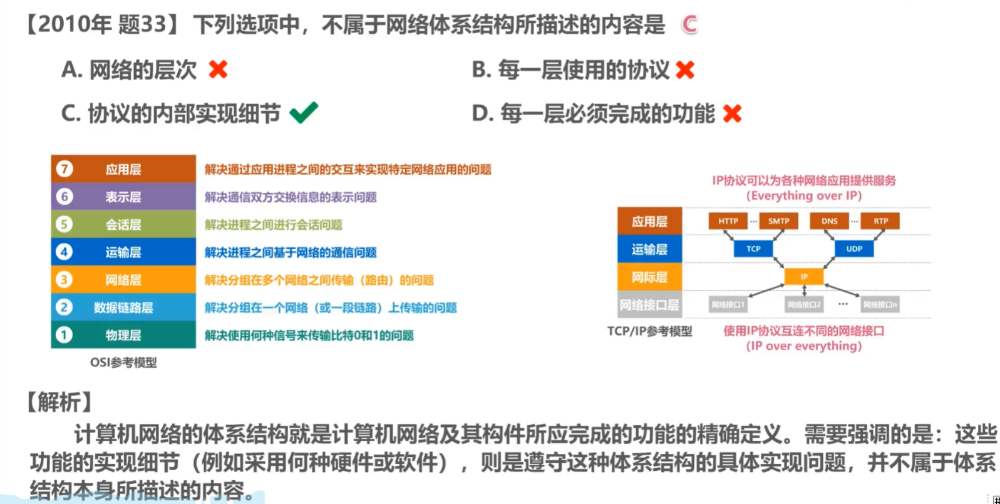 【2010年 题33】下列选项中，不属于网络体系结构所描述的内容是 C
A. 网络的层次
B. 每一层使用的协议
C. 协议的内部实现细节
D. 每一层必须完成的功能
7 应用层 解决通过应用进程之间的交互来实现特定网络应用的问题
6 表示层 解决通信双方交换信息的表示问题
5 会话层 解决进程之间进行会话问题
4 运输层 解决进程之间基于网络的通信问题
3 网络层 解决分组在多个网络之间传输（路由）的问题
2 数据链路层 解决分组在一个网络（或一段链路）上传输的问题
1 物理层 解决使用何种信号来传输比特0和1的问题
OSI参考模型
IP协议可以为各种网络应用提供服务
(Everything over IP)
应用层 HTTP ··· SMTP DNS ··· RTP
运输层 TCP UDP
网际层 IP
网络接口层 网络接口1 网络接口2 ··· 网络接口n
TCP/IP参考模型
使用IP协议互连不同的网络接口
(IP over everything)
【解析】
计算机网络的体系结构就是计算机网络及其构件所应完成的功能的精确定义。需要强调的是：这些
功能的实现细节（例如采用何种硬件或软件），则是遵守这种体系结构的具体实现问题，并不属于体系
结构本身所描述的内容。